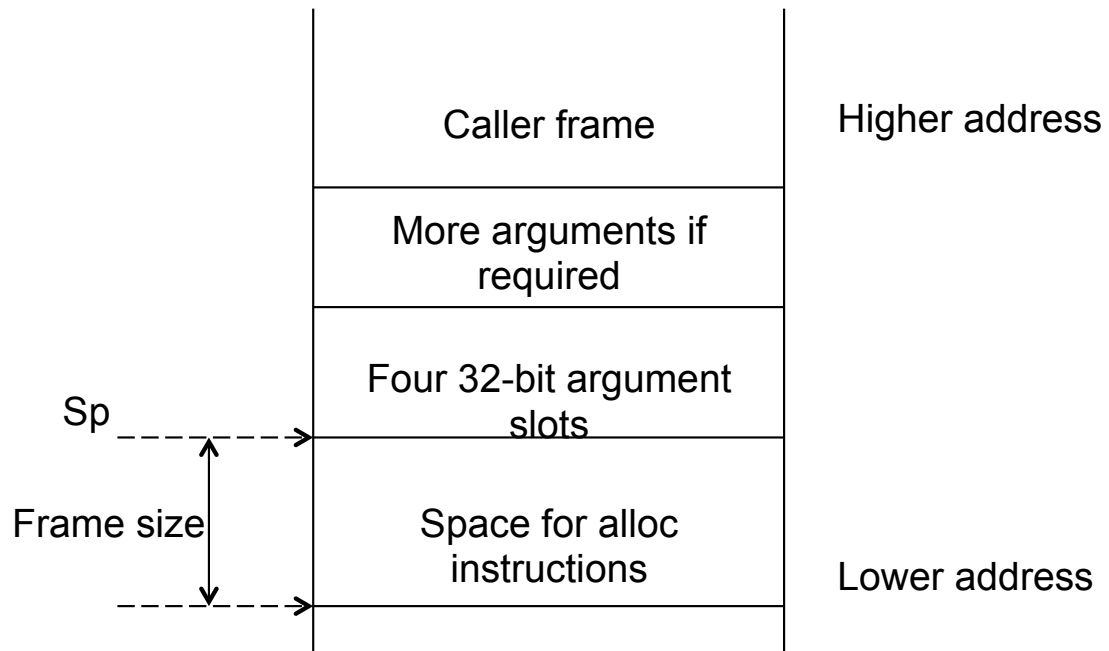 Caller frame
Higher address
More arguments if
required
Four 32-bit argument
slots
Sp
Frame size
Space for alloc
instructions
Lower address